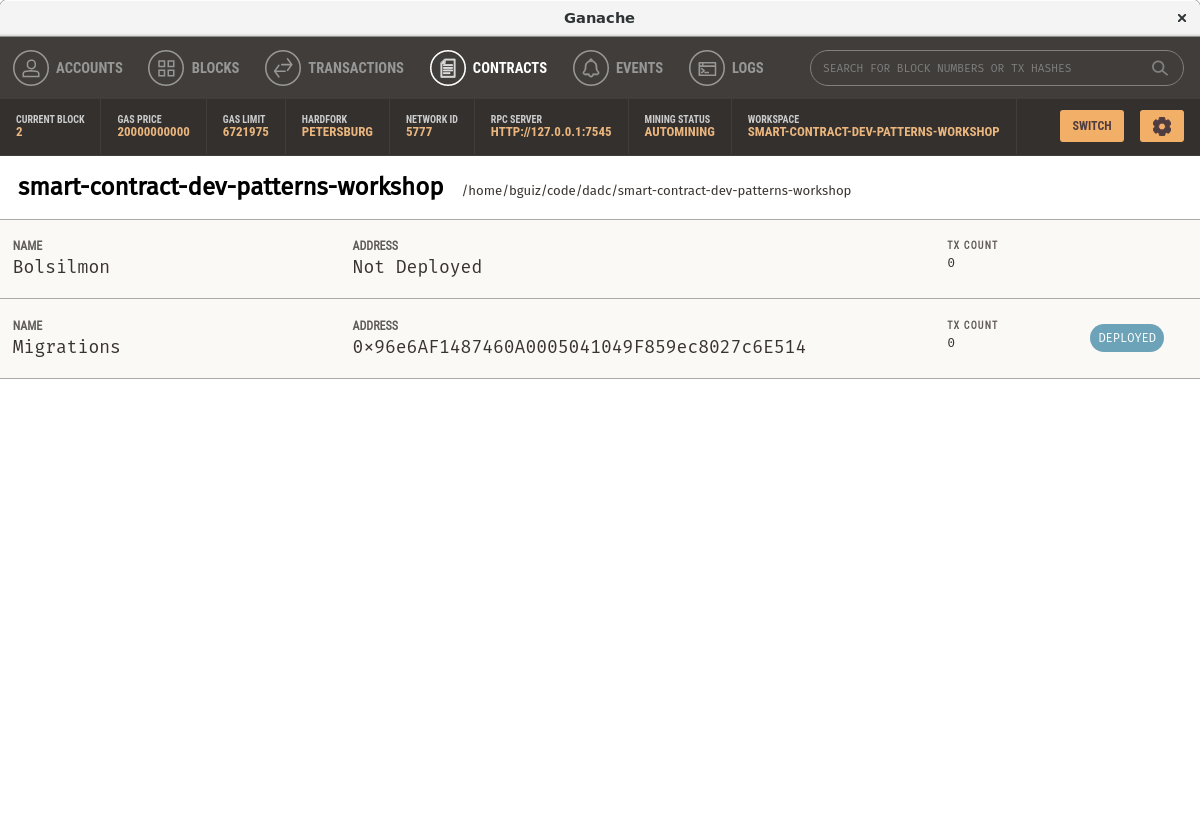 Ganache
ACCOUNTS BLOCKS TRANSACTIONS CONTRACTS EVENTS LOGS SEARCH FOR BLOCK NUMBERS OR TX HASHES
CURRENT BLOCK GAS PRICE GAS LIMIT HARDFORK NETWORK ID RPC SERVER MINING STATUS WORKSPACE
2 20000000000 6721975 PETERSBURG 5777 HTTP://127.0.0.1:7545 AUTOMINING SMART-CONTRACT-DEV-PATTERNS-WORKSHOP
SWITCH
smart-contract-dev-patterns-workshop /home/bguiz/code/dadc/smart-contract-dev-patterns-workshop
NAME ADDRESS TX COUNT
Bolsilmon Not Deployed 0
NAME ADDRESS TX COUNT
Migrations 0×96e6AF1487460A0005041049F859ec8027c6E514 0
DEPLOYED